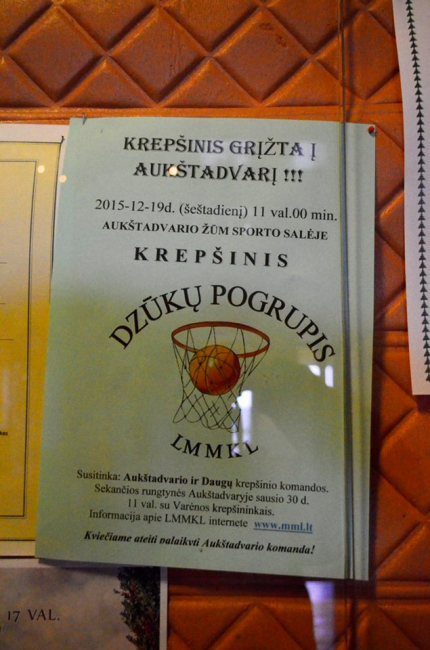 KREPŠINIS GRĮŽTA Į
AUKŠTADVARĮ !!!
2015-12-19d. (šeštadienį) 11 val.00 min.
AUKŠTADVARIO ŽŪM SPORTO SALĖJE
KREPŠINIS
DZŪKŲ POGRUPIS
LMMKL
Susitinka: Aukštadvario ir Daugų krepšinio komandos.
Sekančios rungtynės Aukštadvaryje sausio 30 d.
11 val. su Varėnos krepšininkais.
Informacija apie LMMKL internete www.mml.lt
Kviečiame ateiti palaikyti Aukštadvario komanda!
17 VAL.